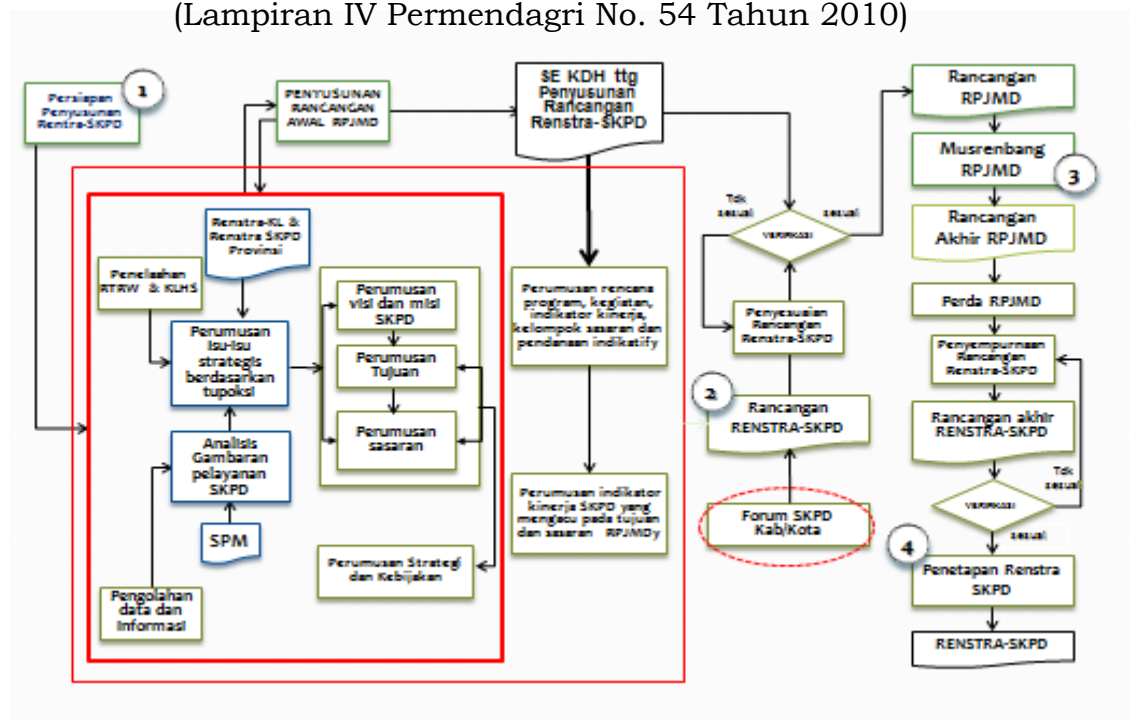 (Lampiran IV Permendagri No. 54 Tahun 2010)
1
Persiapan
Penyusunan
Rentra-SKPD
PENYUSUNAN
RANCANGAN
AWAL RPJMD
SE KDH ttg
Penyusunan
Rancangan
Renstra-SKPD
Rancangan
RPJMD
Musrenbang
RPJMD
3
Rancangan
Akhir RPJMD
Perda RPJMD
Penyempurnaan
Rancangan
Renstra-SKPD
Rancangan akhir
RENSTRA-SKPD
Tdk
sesuai
VERIFIKASI
sesuai
4
Penetapan Renstra
SKPD
RENSTRA-SKPD
Tdk
sesuai
sesuai
VERIFIKASI
Penyesuaian
Rancangan
Renstra-SKPD
2
Rancangan
RENSTRA-SKPD
Forum SKPD
Kab/Kota
Renstra-KL &
Renstra SKPD
Provinsi
Penelaahan
RTRW & KLHS
Perumusan
Isu-isu
strategis
berdasarkan
tupoksi
Analisis
Gambaran
pelayanan
SKPD
SPM
Pengolahan
data dan
informasi
Perumusan
visi dan misi
SKPD
Perumusan
Tujuan
Perumusan
sasaran
Perumusan Strategi
dan Kebijakan
Perumusan rencana
program, kegiatan,
indikator kinerja,
kelompok sasaran dan
pendanaan indikatify
Perumusan indikator
kinerja SKPD yang
mengacu pada tujuan
dan sasaran RPJMDy